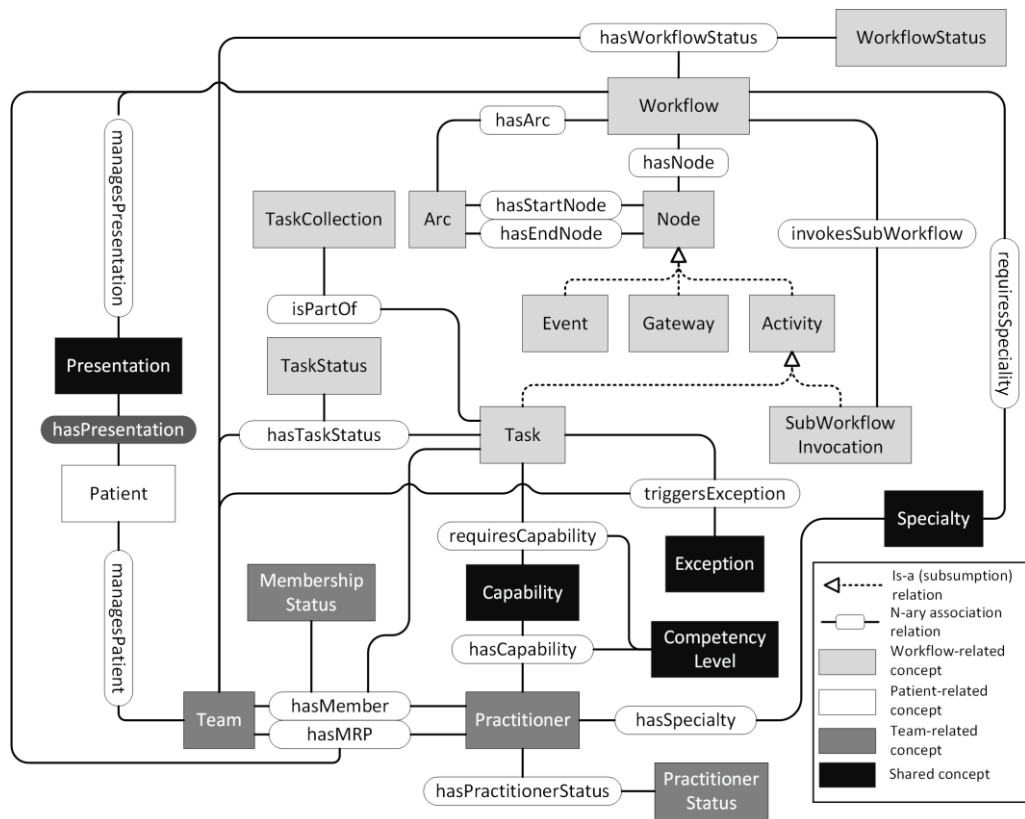 hasWorkflowStatus
WorkflowStatus
Workflow
hasArc
hasNode
managesPresentation
TaskCollection
Arc
hasStartNode
hasEndNode
Node
invokesSubWorkflow
requiresSpeciality
isPartOf
Event
Gateway
Activity
Presentation
TaskStatus
hasPresentation
hasTaskStatus
Task
SubWorkflow
Invocation
Patient
triggersException
Specialty
requiresCapability
managesPatient
Membership
Status
Capability
Exception
hasCapability
Competency
Level
Team
hasMember
hasMRP
Practitioner
hasSpecialty
hasPractitionerStatus
Practitioner
Status
Is-a (subsumption)
relation
N-ary association
relation
Workflow-related
concept
Patient-related
concept
Team-related
concept
Shared concept